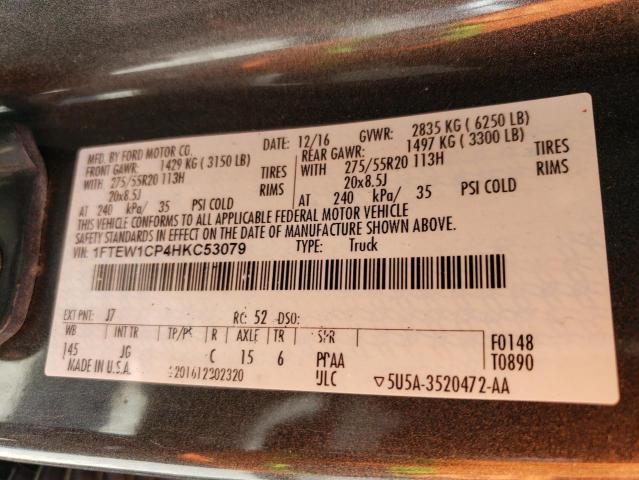 MFD. BY FORD MOTOR CO. DATE: 12/16 GVWR: 2835 KG ( 6250 LB)
FRONT GAWR: 1429 KG ( 3150 LB) REAR GAWR: 1497 KG ( 3300 LB)
WITH 275/55R20 113H TIRES WITH 275/55R20 113H TIRES
20x8.5J RIMS 20x8.5J RIMS
AT 240 kPa/ 35 PSI COLD AT 240 kPa/ 35 PSI COLD
THIS VEHICLE CONFORMS TO ALL APPLICABLE FEDERAL MOTOR VEHICLE
SAFETY STANDARDS IN EFFECT ON THE DATE OF MANUFACTURE SHOWN ABOVE.
VIN: 1FTEW1CP4HKC53079 TYPE: Truck
EXT PNT: J7 RC: 52 DSO:
WB INT TR TP/PS R AXLE TR SPR F0148
145 JG C 15 6 T0890
MADE IN U.S.A. ▽5U5A-3520472-AA